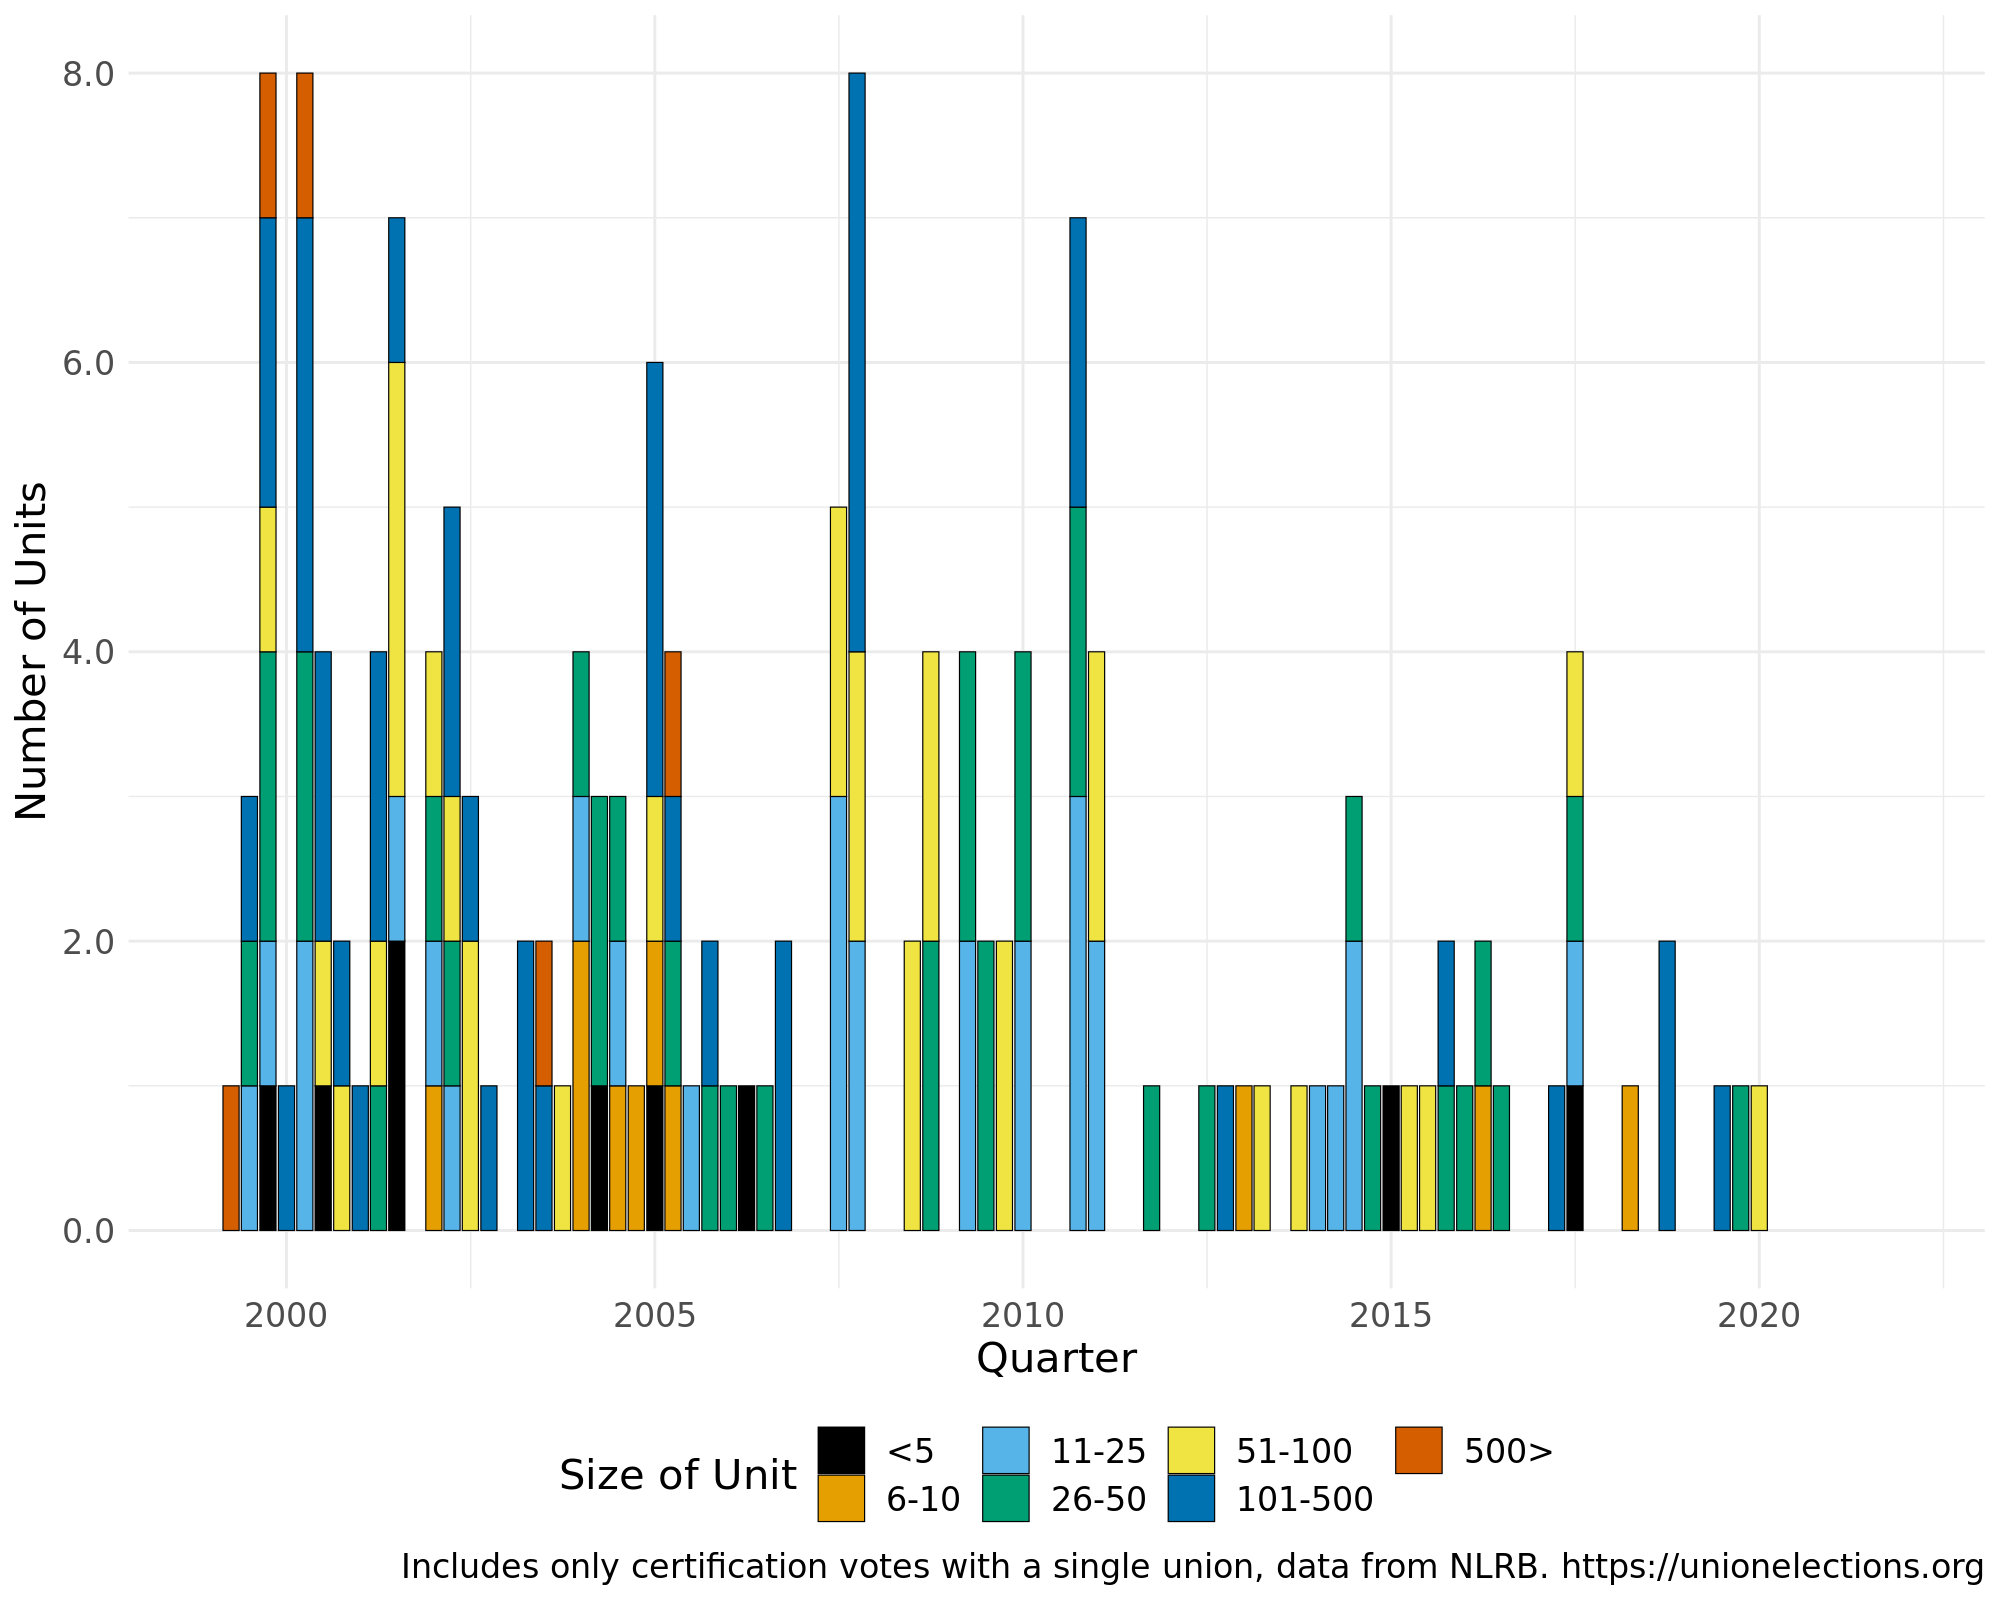 8.0
6.0
4.0
2.0
0.0
Number of Units
2000 2005 2010 2015 2020
Quarter
Size of Unit
<5 11-25 51-100 500>
6-10 26-50 101-500
Includes only certification votes with a single union, data from NLRB. https://unionelections.org